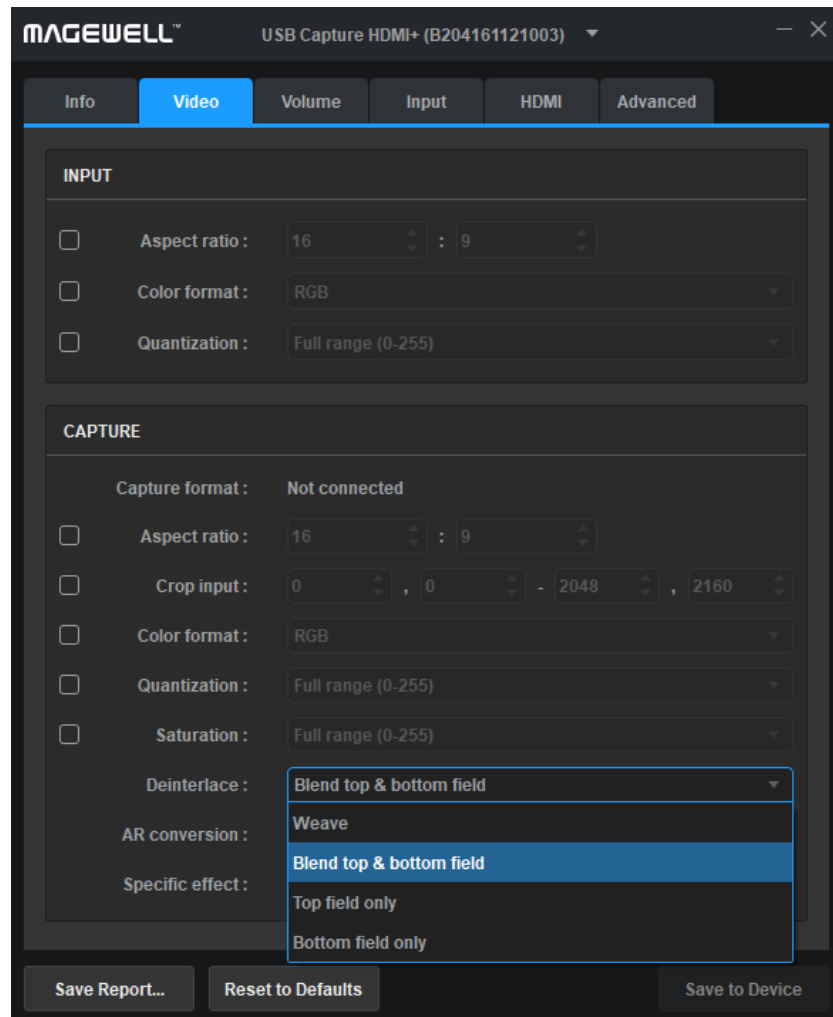 MAGEWELL™ USB Capture HDMI+ (B204161121003)
Info Video Volume Input HDMI Advanced
INPUT
Aspect ratio : 16 : 9
Color format : RGB
Quantization : Full range (0-255)
CAPTURE
Capture format : Not connected
Aspect ratio : 16 : 9
Crop input : 0 , 0 - 2048 , 2160
Color format : RGB
Quantization : Full range (0-255)
Saturation : Full range (0-255)
Deinterlace : Blend top & bottom field
Weave
AR conversion :
Blend top & bottom field
Specific effect :
Top field only
Bottom field only
Save Report... Reset to Defaults Save to Device